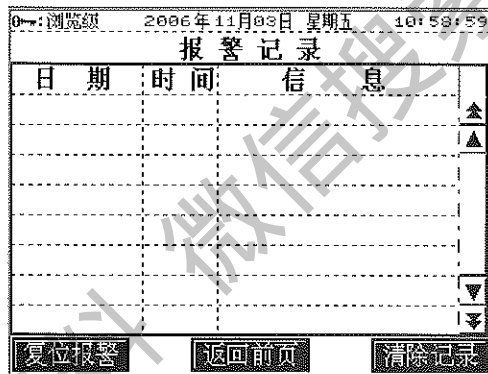 0:浏览级 2006年11月03日 星期五 10:58:59
报警记录
日 期 时 间 信 息
复位报警 返回前页 清除记录